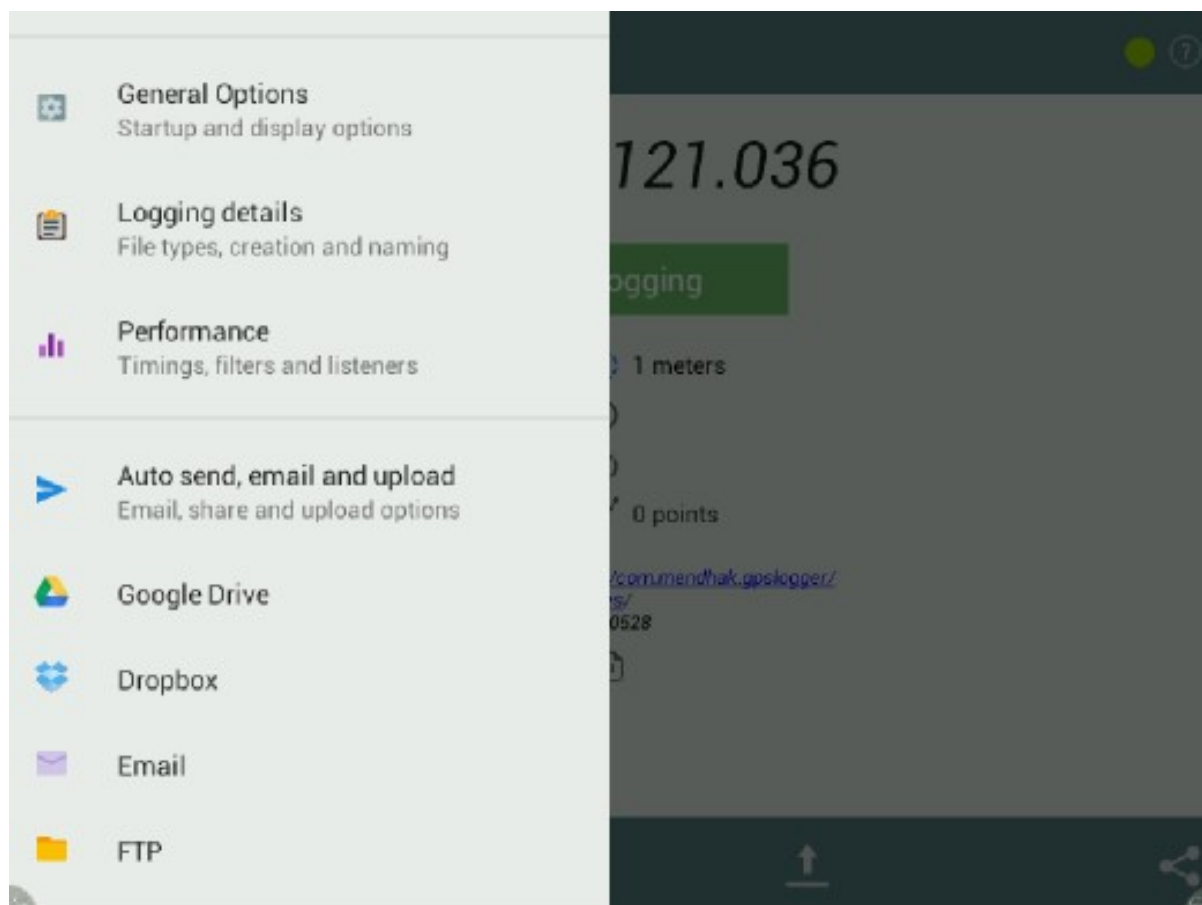 General Options
Startup and display options
Logging details
File types, creation and naming
Performance
Timings, filters and listeners
Auto send, email and upload
Email, share and upload options
Google Drive
Dropbox
Email
FTP
?
121.036
ogging
1 meters
0 points
/com.mendhak.gpslogger/
es/
0528